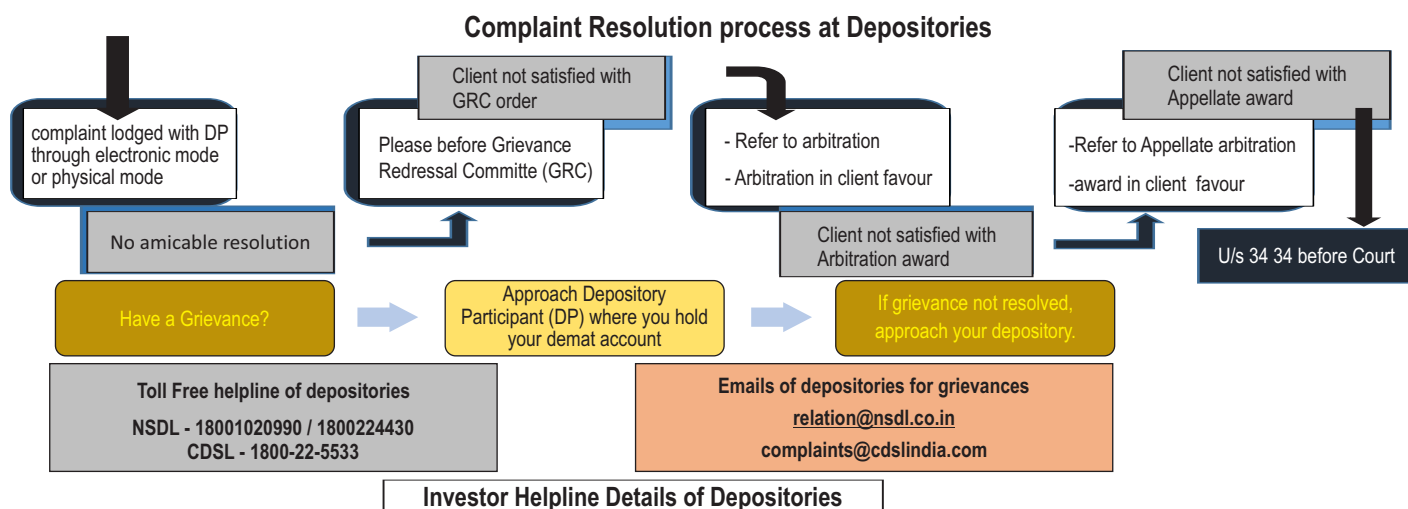 Complaint Resolution process at Depositories
complaint lodged with DP
through electronic mode
or physical mode
No amicable resolution
Client not satisfied with
GRC order
Please before Grievance
Redressal Committe (GRC)
- Refer to arbitration
- Arbitration in client favour
Client not satisfied with
Arbitration award
Client not satisfied with
Appellate award
-Refer to Appellate arbitration
-award in client favour
U/s 34 34 before Court
Have a Grievance?
Approach Depository
Participant (DP) where you hold
your demat account
If grievance not resolved,
approach your depository.
Toll Free helpline of depositories
NSDL - 18001020990 / 1800224430
CDSL - 1800-22-5533
Emails of depositories for grievances
relation@nsdl.co.in
complaints@cdslindia.com
Investor Helpline Details of Depositories